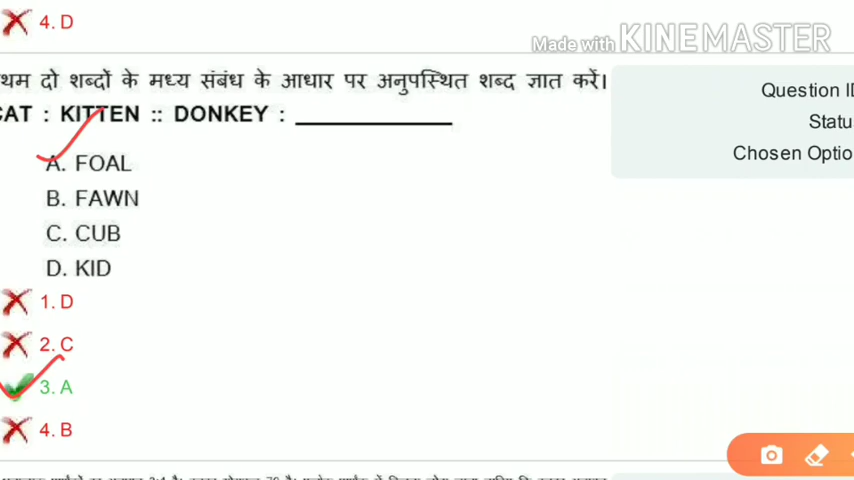 4. D
Made with KINEMASTER
थम दो शब्दों के मध्य संबंध के आधार पर अनुपस्थित शब्द ज्ञात करें।
CAT : KITTEN :: DONKEY : ____________
Question I
Statu
Chosen Optio
A. FOAL
B. FAWN
C. CUB
D. KID
1. D
2. C
3. A
4. B